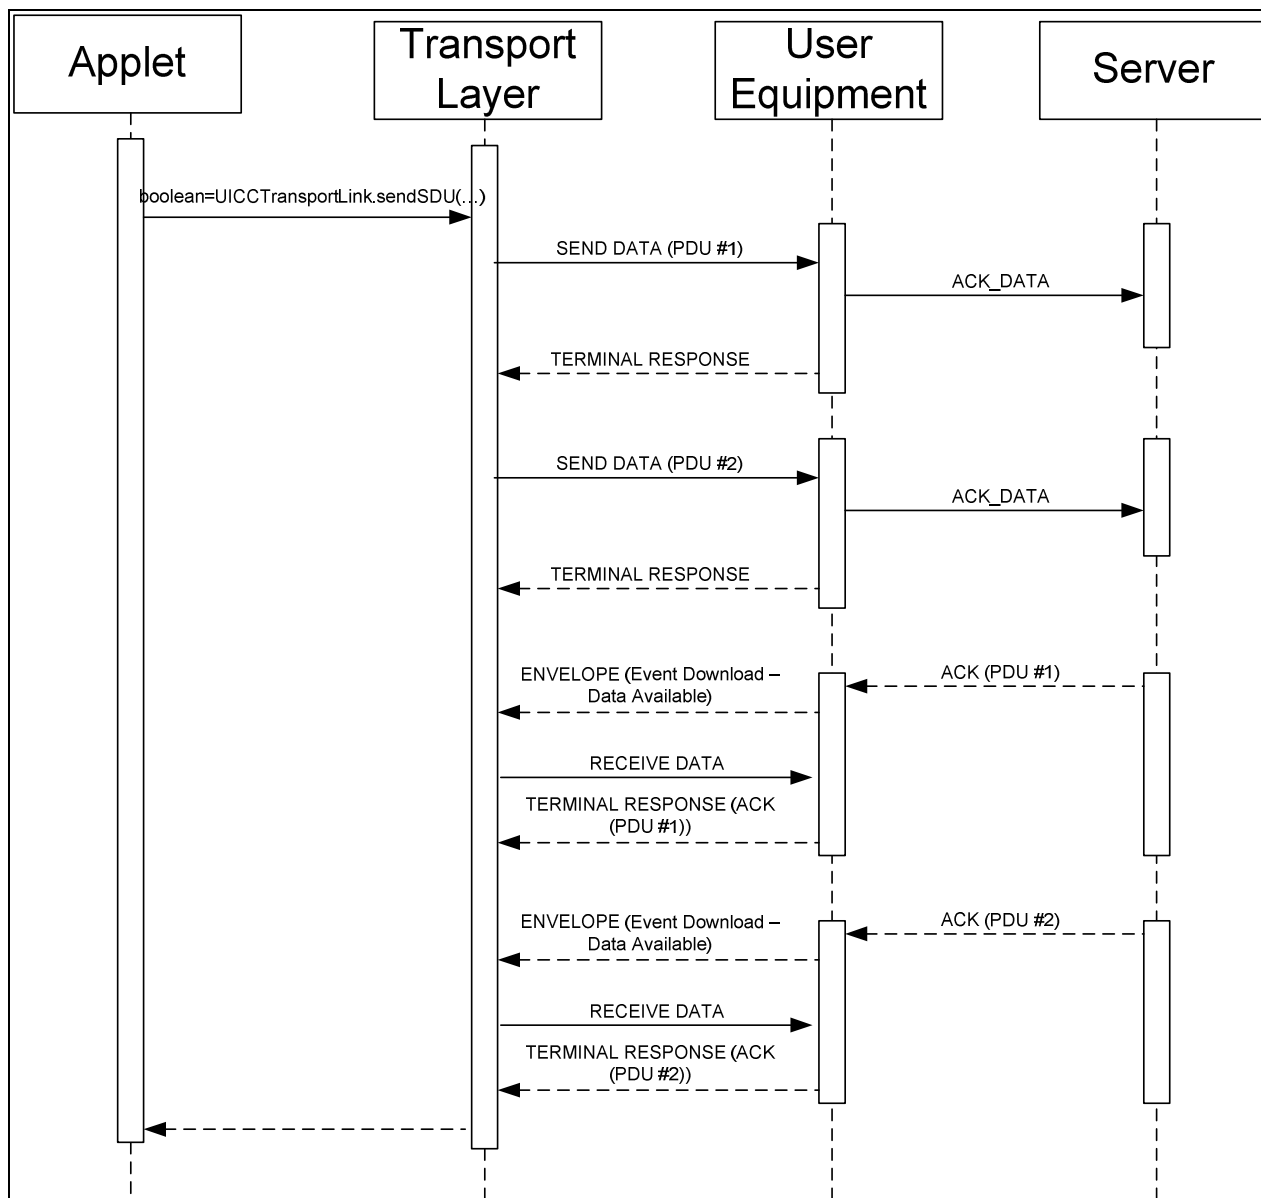 Applet
Transport
Layer
User
Equipment
Server
boolean=UICCTransportLink.sendSDU(...)
SEND DATA (PDU #1)
ACK_DATA
TERMINAL RESPONSE
SEND DATA (PDU #2)
ACK_DATA
TERMINAL RESPONSE
ENVELOPE (Event Download –
Data Available)
ACK (PDU #1)
RECEIVE DATA
TERMINAL RESPONSE (ACK
(PDU #1))
ENVELOPE (Event Download –
Data Available)
ACK (PDU #2)
RECEIVE DATA
TERMINAL RESPONSE (ACK
(PDU #2))